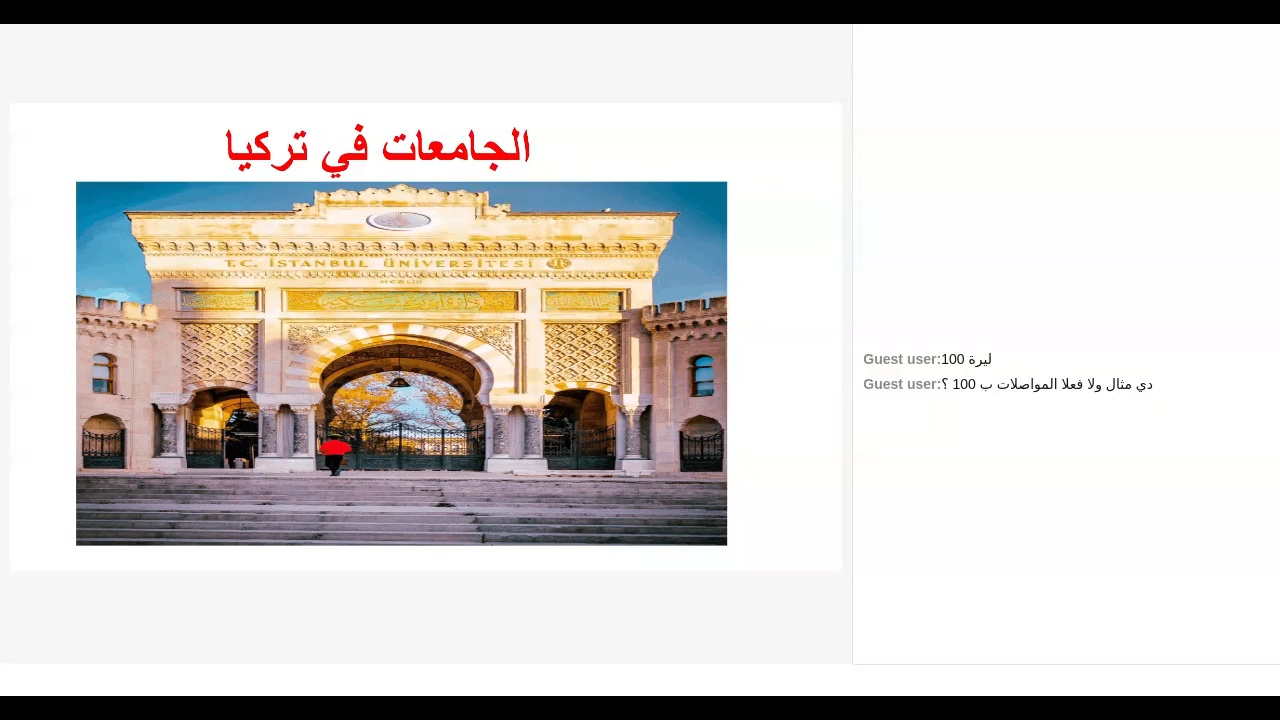 الجامعات في تركيا
T.C. İSTANBUL ÜNİVERSİTESİ
Guest user:100 ليرة
Guest user:دي مثال ولا فعلا المواصلات ب 100 ؟